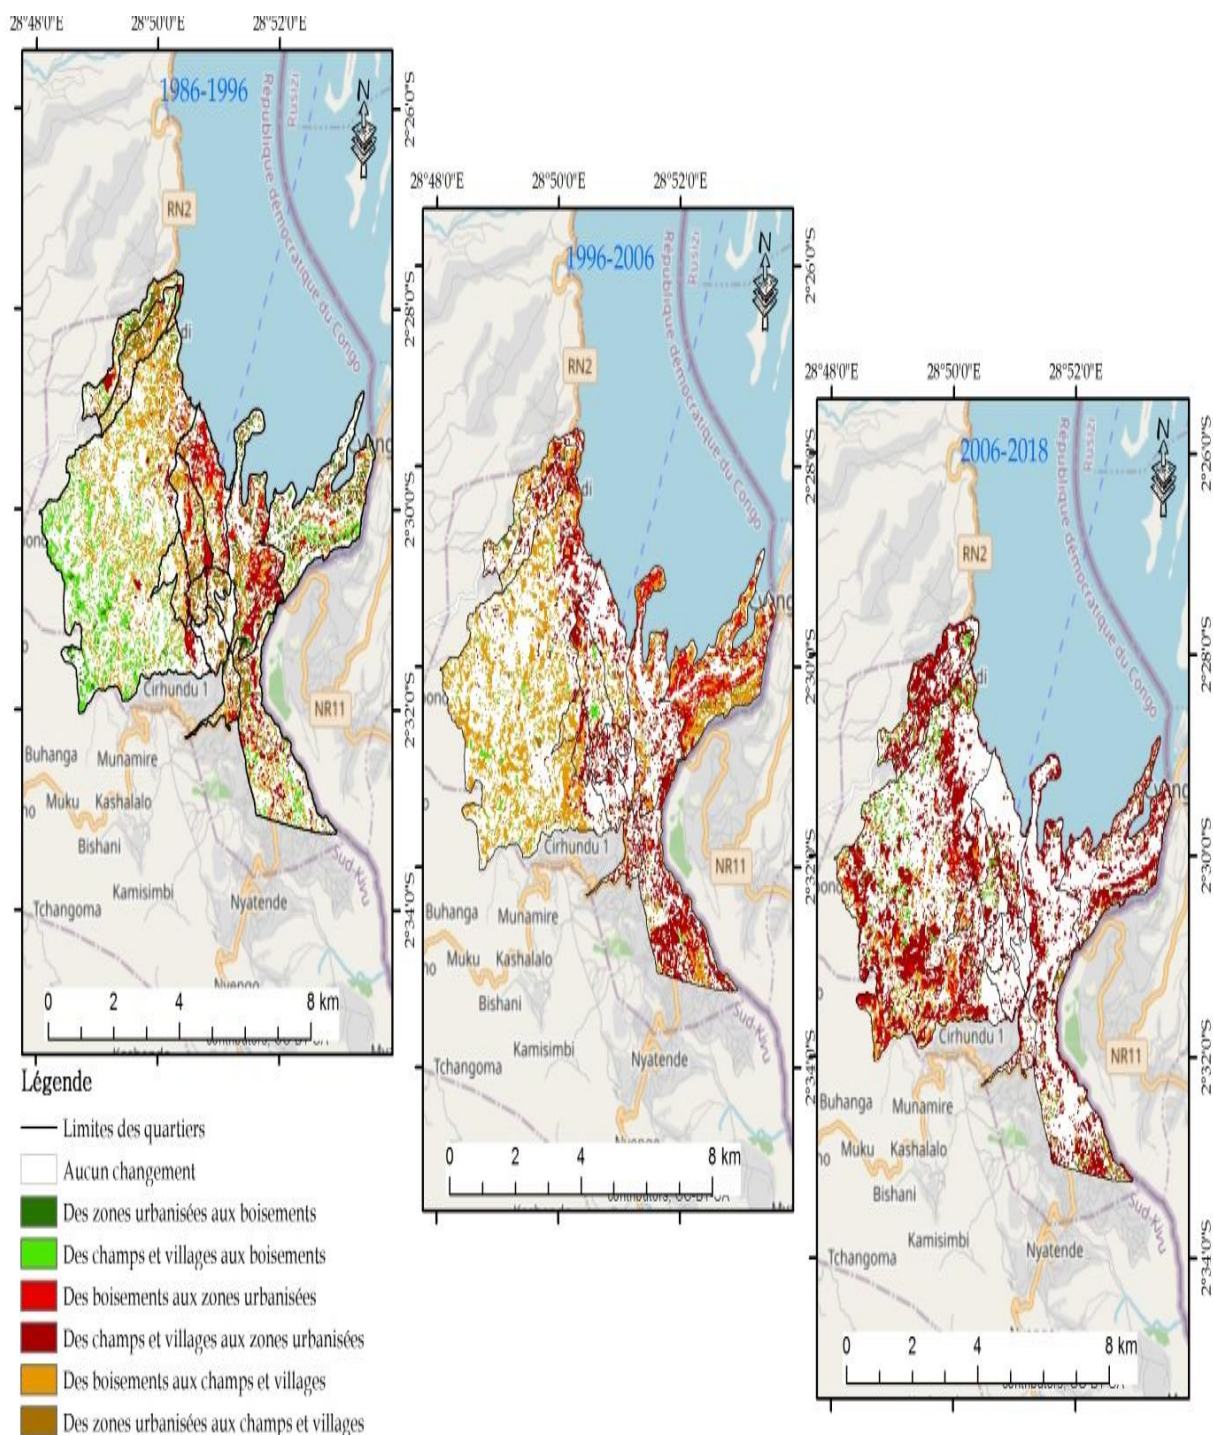 28°48'0"E 28°50'0"E 28°52'0"E
1986-1996
N
République démocratique du Congo
Rusizi
2°26'0"S
RN2
2°28'0"S
2°30'0"S
Cirhundu 1
2°32'0"S
NR11
Buhanga Munamire
Muku Kashalalo
Bishani
Sud-Kivu
Kamisimbi
Tchangoma
Nyatende
2°34'0"S
0 2 4 8 km
28°48'0"E 28°50'0"E 28°52'0"E
1996-2006
N
République démocratique du Congo
Rusizi
2°26'0"S
RN2
2°28'0"S
2°30'0"S
Cirhundu 1
2°32'0"S
NR11
Buhanga Munamire
Muku Kashalalo
Bishani
Sud-Kivu
Kamisimbi
Tchangoma
Nyatende
2°34'0"S
0 2 4 8 km
28°48'0"E 28°50'0"E 28°52'0"E
2006-2018
N
République démocratique du Congo
Rusizi
2°26'0"S
RN2
2°28'0"S
2°30'0"S
Cirhundu 1
2°32'0"S
NR11
Buhanga Munamire
Muku Kashalalo
Bishani
Sud-Kivu
Kamisimbi
Tchangoma
Nyatende
2°34'0"S
0 2 4 8 km
Légende
Limites des quartiers
Aucun changement
Des zones urbanisées aux boisements
Des champs et villages aux boisements
Des boisements aux zones urbanisées
Des champs et villages aux zones urbanisées
Des boisements aux champs et villages
Des zones urbanisées aux champs et villages